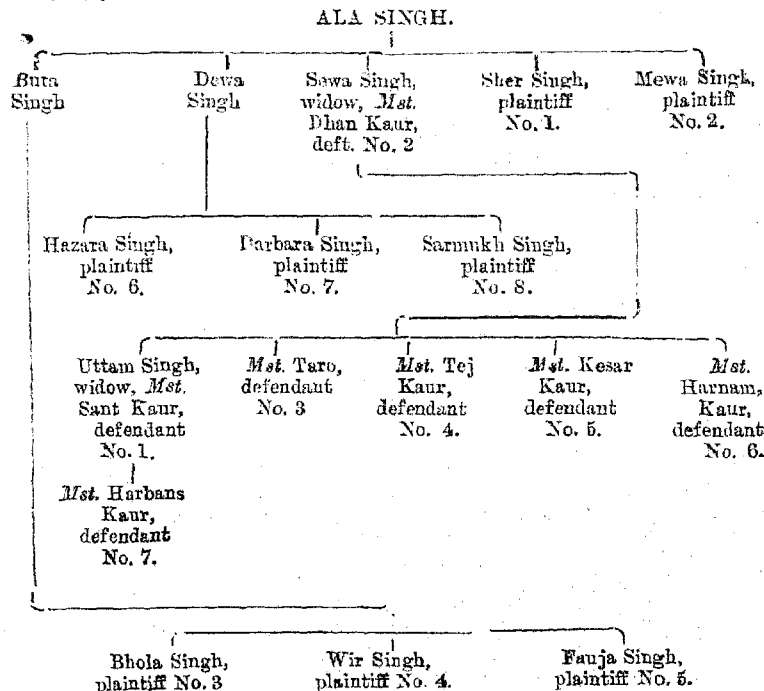 ALA SINGH.
Buta Singh
Dewa Singh
Sewa Singh, widow, Mst. Dhan Kaur, deft. No. 2
Sher Singh, plaintiff No. 1.
Mewa Singh, plaintiff No. 2.
Hazara Singh, plaintiff No. 6.
Darbara Singh, plaintiff No. 7.
Sarmukh Singh, plaintiff No. 8.
Uttam Singh, widow, Mst. Sant Kaur, defendant No. 1.
Mst. Taro, defendant No. 3
Mst. Tej Kaur, defendant No. 4.
Mst. Kesar Kaur, defendant No. 5.
Mst. Harnam, Kaur, defendant No. 6.
Mst. Harbans Kaur, defendant No. 7.
Bhola Singh, plaintiff No. 3
Wir Singh, plaintiff No. 4.
Fauja Singh, plaintiff No. 5.